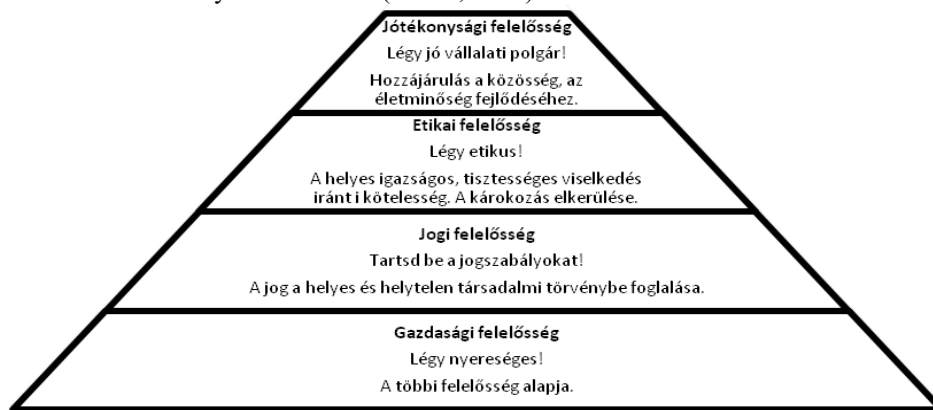 Jótékonysági felelősség
Légy jó vállalati polgár!
Hozzájárulás a közösség, az
életminőség fejlődéséhez.
Etikai felelősség
Légy etikus!
A helyes igazságos, tisztességes viselkedés
iránt i kötelesség. A károkozás elkerülése.
Jogi felelősség
Tartsd be a jogszabályokat!
A jog a helyes és helytelen társadalmi törvénybe foglalása.
Gazdasági felelősség
Légy nyereséges!
A többi felelősség alapja.